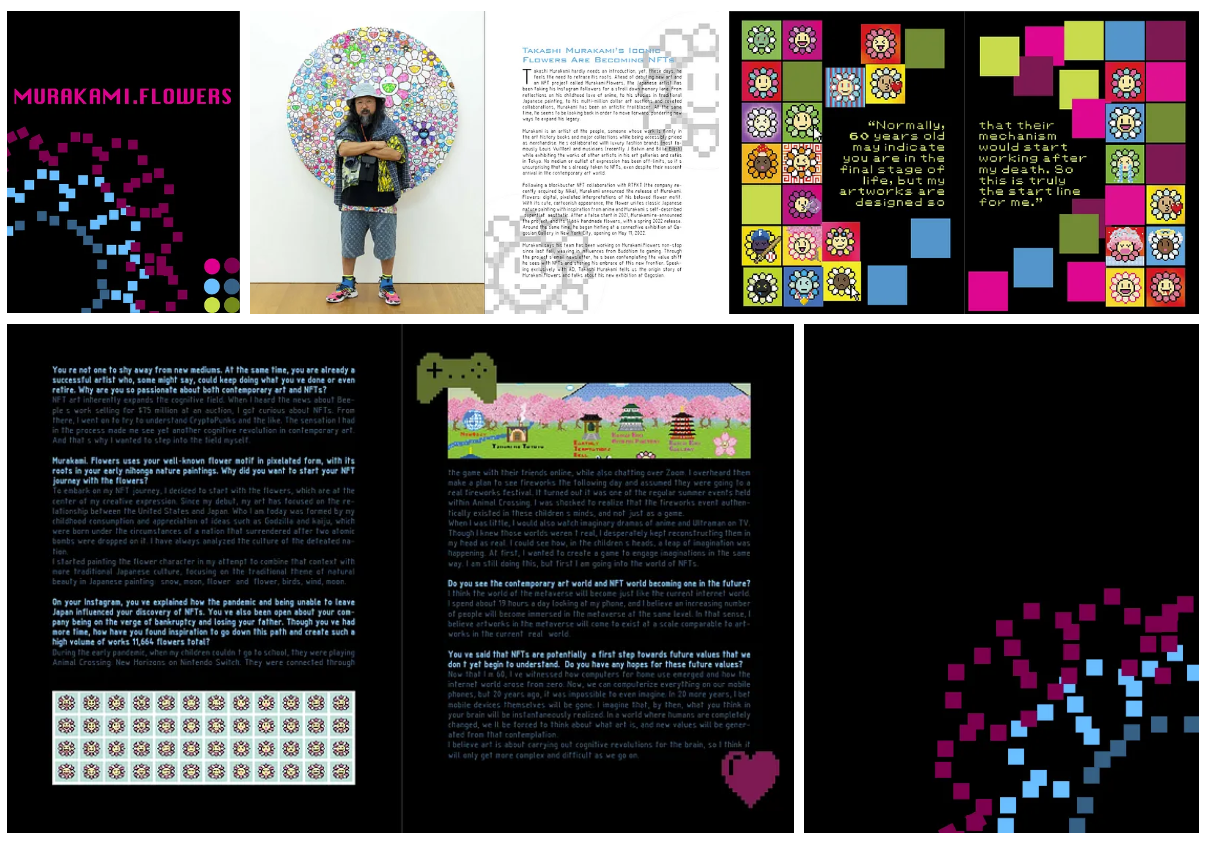 MURAKAMI.FLOWERS
Takashi Murakami's Iconic
Flowers Are Becoming NFTs
Takashi Murakami hardly needs an introduction, yet, these days, he
feels the need to retrace his roots. Ahead of debuting new art and
an NFT project called Murakami.Flowers, the Japanese artist has
been taking his Instagram followers for a stroll down memory lane. From
reflections on his childhood love of anime, to his studies in traditional
Japanese painting, to his multi-million dollar art auctions and coveted
collaborations, Murakami has been an artistic trailblazer. At the same
time, he seems to be looking back in order to move forward, pondering new
ways to expand his legacy.
Murakami is an artist of the people, someone whose work is firmly in
the art history books and major collections while being accessibly priced
as merchandise. He's collaborated with luxury fashion brands (most fa-
mously Louis Vuitton) and musicians (recently J Balvin and Billie Eilish)
while exhibiting the works of other artists in his art galleries and cafés
in Tokyo. No medium or outlet of expression has been off-limits, so it's
unsurprising that he's already taken to NFTs, even despite their nascent
arrival in the contemporary art world.
Following a blockbuster NFT collaboration with RTFKT (the company re-
cently acquired by Nike), Murakami announced the release of Murakami
Flowers: digital, pixelated interpretations of his beloved flower motif.
With its cute, cartoonish appearance, the flower unites classic Japanese
nature painting with inspiration from anime and Murakami's self-described
"superflat" aesthetic. After a false start in 2021, Murakami re-announced
the project and its 11,664 handmade flowers, with a spring 2022 release.
Around the same time, he began hinting at a connective exhibition at Ga-
gosian Gallery in New York City, opening on May 11, 2022.
Murakami says his team has been working on Murakami.Flowers non-stop
since last fall, weaving in influences from Buddhism to gaming. Through
the project's email newsletter, he's been contemplating the value shift
he sees with NFTs and sharing his embrace of this new frontier. Speak-
ing exclusively with AD, Takashi Murakami tells us the origin story of
Murakami.Flowers and talks about his new exhibition at Gagosian.
"Normally,
60 years old
may indicate
you are in the
final stage of
life, but my
artworks are
designed so
that their
mechanism
would start
working after
my death. So
this is truly
the start line
for me."
You re not one to shy away from new mediums. At the same time, you are already a
successful artist who, some might say, could keep doing what you ve done or even
retire. Why are you so passionate about both contemporary art and NFTs?
NFT art inherently expands the cognitive field. When I heard the news about Bee-
ple s work selling for $75 million at an auction, I got curious about NFTs. From
there, I went on to try to understand CryptoPunks and the like. The sensation I had
in the process made me see yet another cognitive revolution in contemporary art.
And that s why I wanted to step into the field myself.
Murakami. Flowers uses your well-known flower motif in pixelated form, with its
roots in your early nihonga nature paintings. Why did you want to start your NFT
journey with the flowers?
To embark on my NFT journey, I decided to start with the flowers, which are at the
center of my creative expression. Since my debut, my art has focused on the re-
lationship between the United States and Japan. Who I am today was formed by my
childhood consumption and appreciation of ideas such as Godzilla and kaiju, which
were born under the circumstances of a nation that surrendered after two atomic
bombs were dropped on it. I have always analyzed the culture of the defeated na-
tion.
I started painting the flower character in my attempt to combine that context with
more traditional Japanese culture, focusing on the traditional theme of natural
beauty in Japanese painting: snow, moon, flower and flower, birds, wind, moon.
On your Instagram, you ve explained how the pandemic and being unable to leave
Japan influenced your discovery of NFTs. You ve also been open about your com-
pany being on the verge of bankruptcy and losing your father. Though you ve had
more time, how have you found inspiration to go down this path and create such a
high volume of works 11,664 flowers total?
During the early pandemic, when my children couldn t go to school, they were playing
Animal Crossing: New Horizons on Nintendo Switch. They were connected through
the game with their friends online, while also chatting over Zoom. I overheard them
make a plan to see fireworks the following day and assumed they were going to a
real fireworks festival. It turned out it was one of the regular summer events held
within Animal Crossing. I was shocked to realize that the fireworks event authen-
tically existed in these children s minds, and not just as a game.
When I was little, I would also watch imaginary dramas of anime and Ultraman on TV.
Though I knew those worlds weren t real, I desperately kept reconstructing them in
my head as real. I could see how, in the children s heads, a leap of imagination was
happening. At first, I wanted to create a game to engage imaginations in the same
way. I am still doing this, but first I am going into the world of NFTs.
Do you see the contemporary art world and NFT world becoming one in the future?
I think the world of the metaverse will become just like the current internet world.
I spend about 19 hours a day looking at my phone, and I believe an increasing number
of people will become immersed in the metaverse at the same level. In that sense, I
believe artworks in the metaverse will come to exist at a scale comparable to art-
works in the current real world.
You ve said that NFTs are potentially a first step towards future values that we
don t yet begin to understand. Do you have any hopes for these future values?
Now that I m 60, I ve witnessed how computers for home use emerged and how the
internet world arose from zero. Now, we can computerize everything on our mobile
phones, but 20 years ago, it was impossible to even imagine. In 20 more years, I bet
mobile devices themselves will be gone. I imagine that, by then, what you think in
your brain will be instantaneously realized. In a world where humans are completely
changed, we ll be forced to think about what art is, and new values will be gener-
ated from that contemplation.
I believe art is about carrying out cognitive revolutions for the brain, so I think it
will only get more complex and difficult as we go on.